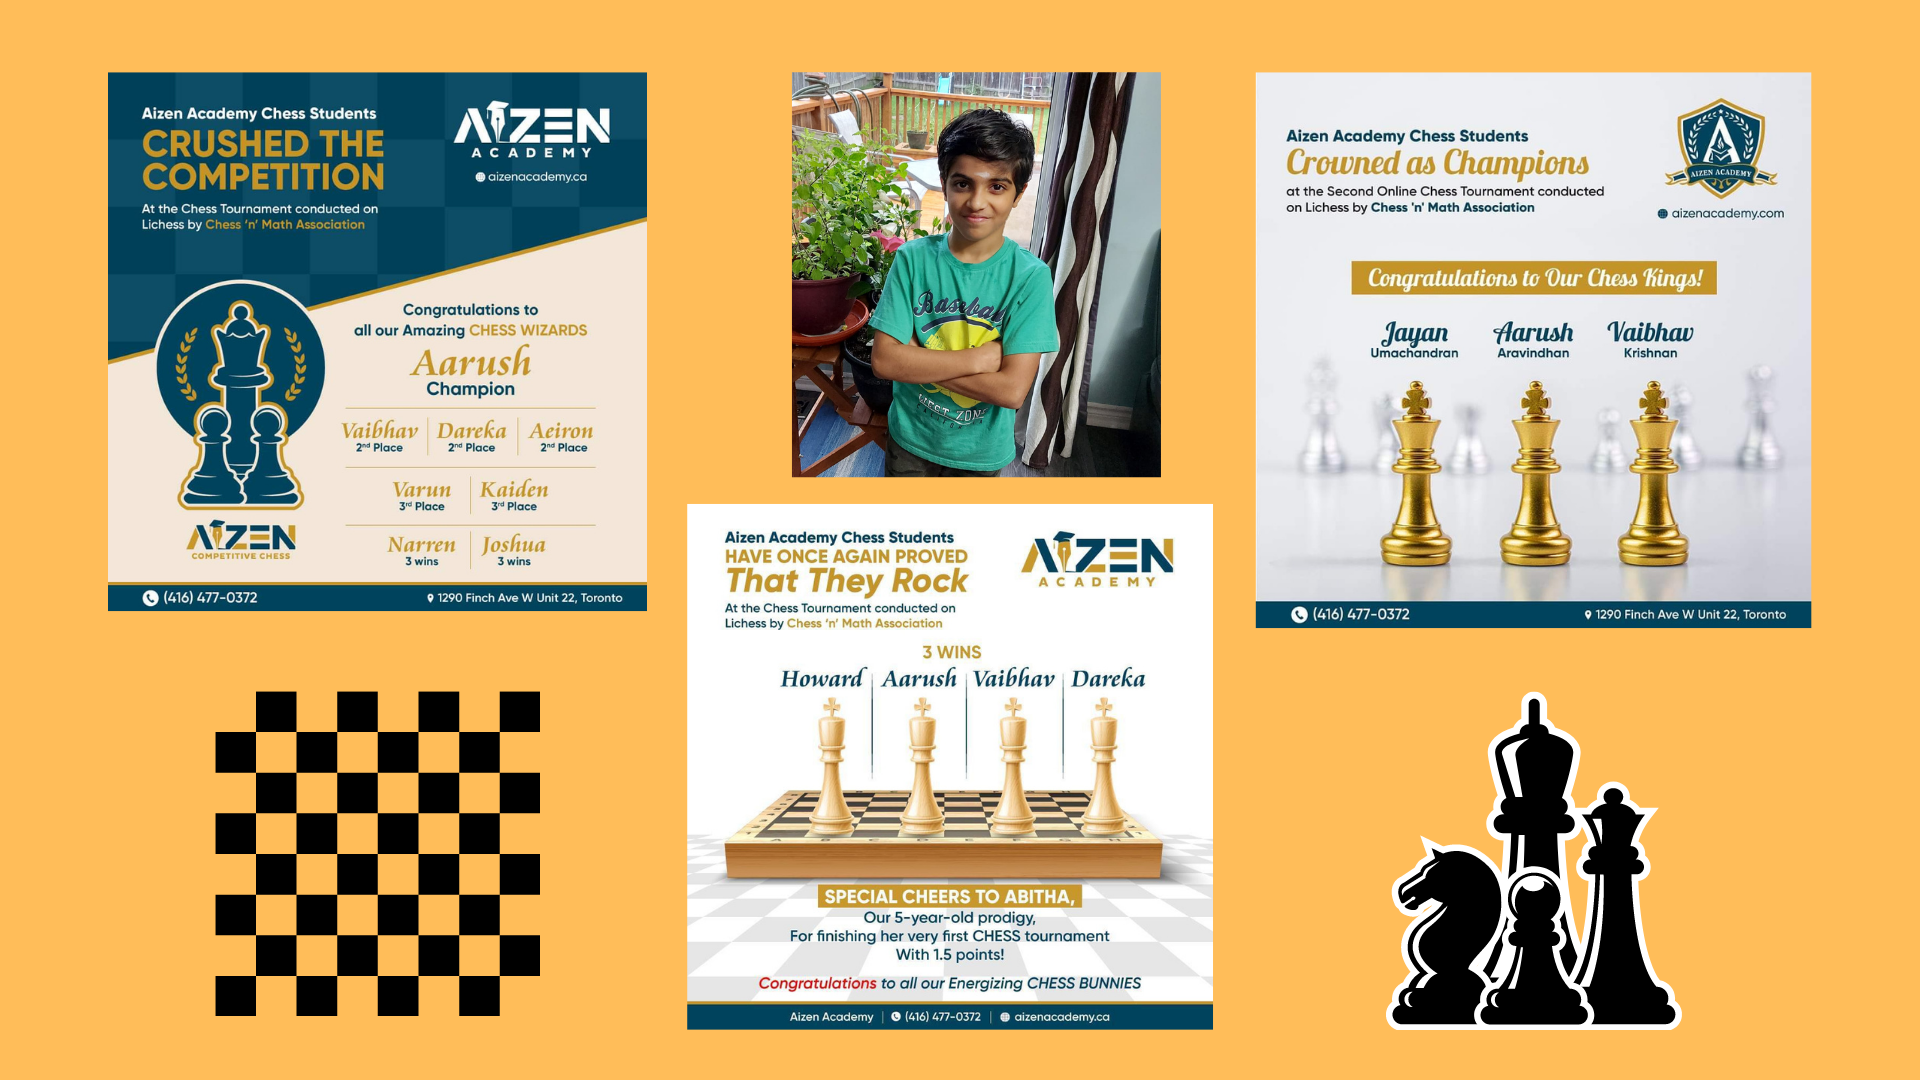 Aizen Academy Chess Students
CRUSHED THE
COMPETITION
At the Chess Tournament conducted on
Lichess by Chess 'n' Math Association
AIZEN
ACADEMY
aizenacademy.ca
Congratulations to
all our Amazing CHESS WIZARDS
Aarush
Champion
Vaibhav Dareka Aeiron
2nd Place 2nd Place 2nd Place
Varun Kaiden
3rd Place 3rd Place
Narren Joshua
3 wins 3 wins
AIZEN
COMPETITIVE CHESS
(416) 477-0372 1290 Finch Ave W Unit 22, Toronto
Baseball
WEST ZONE
Aizen Academy Chess Students
HAVE ONCE AGAIN PROVED
That They Rock
At the Chess Tournament conducted on
Lichess by Chess 'n' Math Association
AIZEN
ACADEMY
3 WINS
Howard Aarush Vaibhav Dareka
SPECIAL CHEERS TO ABITHA,
Our 5-year-old prodigy,
For finishing her very first CHESS tournament
With 1.5 points!
Congratulations to all our Energizing CHESS BUNNIES
Aizen Academy | (416) 477-0372 | aizenacademy.ca
Aizen Academy Chess Students
Crowned as Champions
at the Second Online Chess Tournament conducted
on Lichess by Chess 'n' Math Association
A
AIZEN ACADEMY
aizenacademy.com
Congratulations to Our Chess Kings!
Jayan Aarush Vaibhav
Umachandran Aravindhan Krishnan
(416) 477-0372 1290 Finch Ave W Unit 22, Toronto